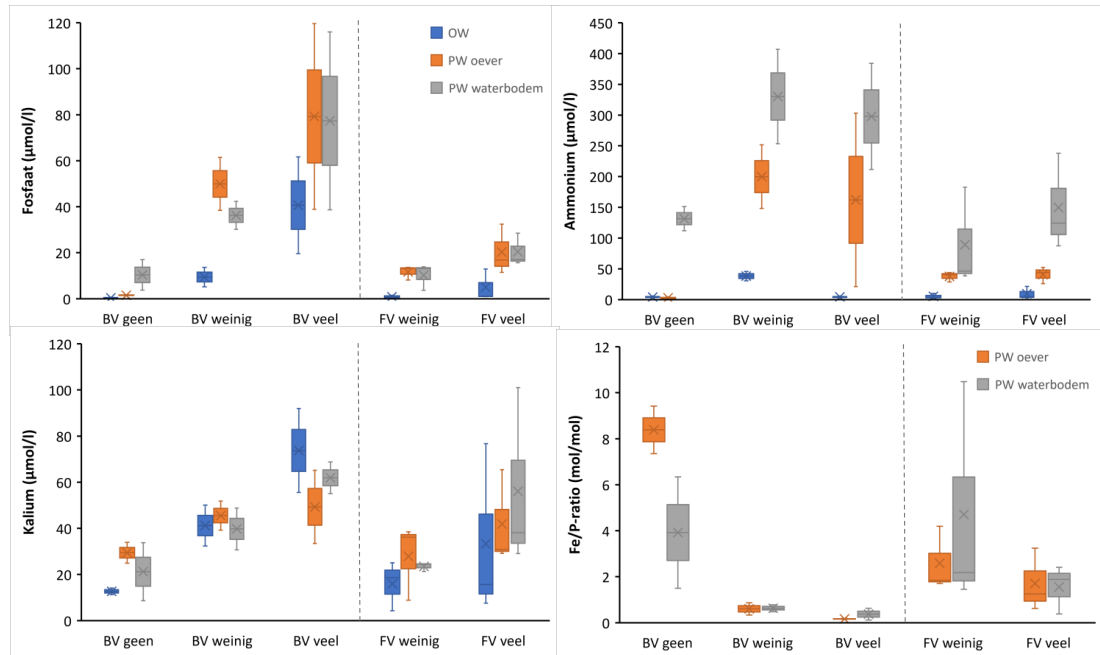 Fosfaat (µmol/l)
120
100
80
60
40
20
0
OW
PW oever
PW waterbodem
BV geen BV weinig BV veel FV weinig FV veel
Ammonium (µmol/l)
450
400
350
300
250
200
150
100
50
0
BV geen BV weinig BV veel FV weinig FV veel
Kalium (µmol/l)
120
100
80
60
40
20
0
BV geen BV weinig BV veel FV weinig FV veel
Fe/P-ratio (mol/mol)
12
10
8
6
4
2
0
PW oever
PW waterbodem
BV geen BV weinig BV veel FV weinig FV veel